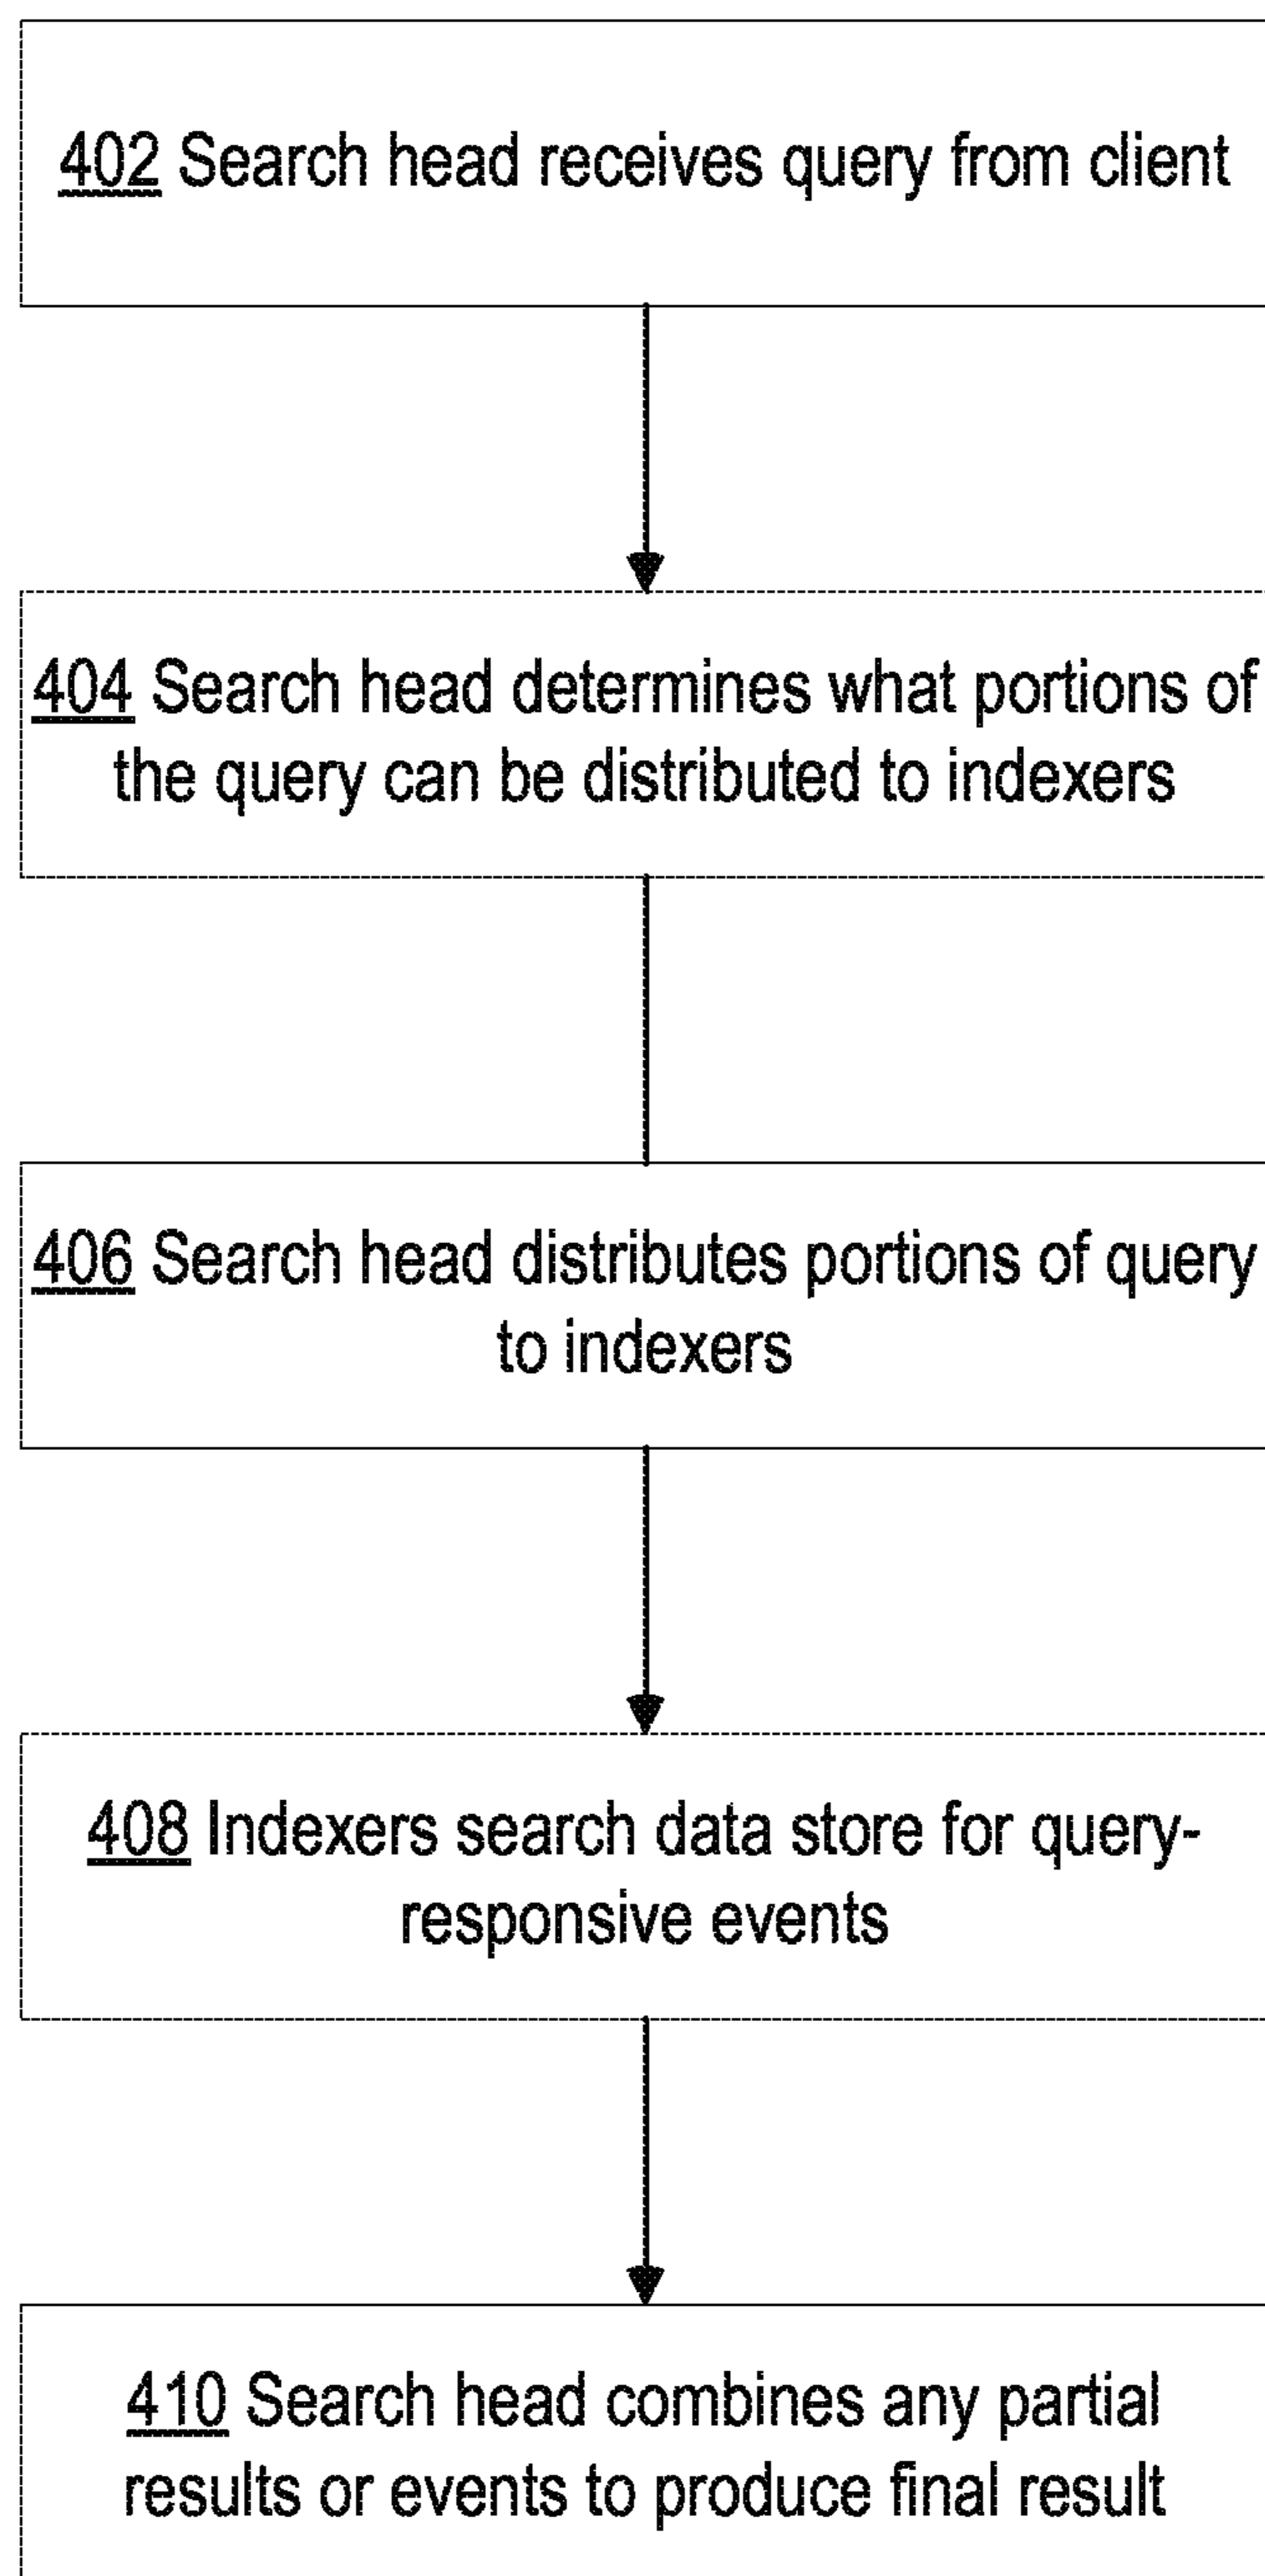 402 Search head receives query from client
404 Search head determines what portions of
the query can be distributed to indexers
406 Search head distributes portions of query
to indexers
408 Indexers search data store for query-
responsive events
410 Search head combines any partial
results or events to produce final result